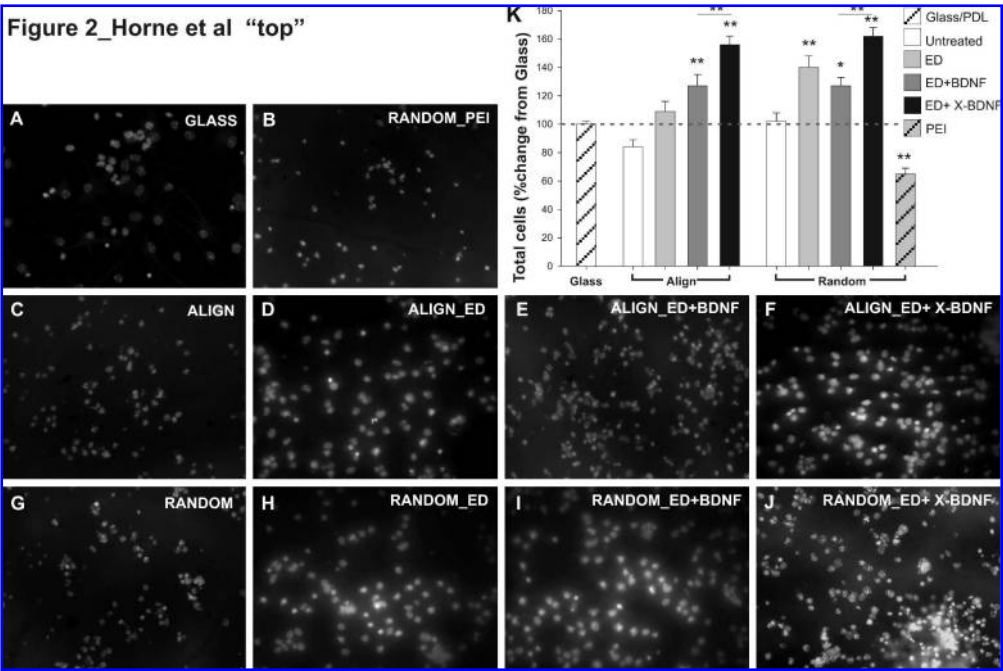 Figure 2_Horne et al “top”
K
Total cells (%change from Glass)
180
160
140
120
100
80
60
40
20
0
** ** ** ** ** * ** **
Glass Align Random
Glass/PDL
Untreated
ED
ED+BDNF
ED+ X-BDNF
PEI
A GLASS
B RANDOM_PEI
C ALIGN
D ALIGN_ED
E ALIGN_ED+BDNF
F ALIGN_ED+ X-BDNF
G RANDOM
H RANDOM_ED
I RANDOM_ED+BDNF
J RANDOM_ED+ X-BDNF